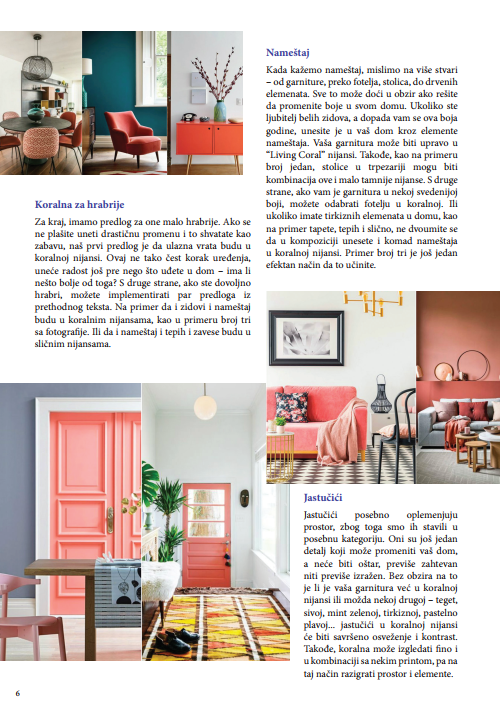 Nameštaj
Kada kažemo nameštaj, mislimo na više stvari
– od garniture, preko fotelja, stolica, do drvenih
elemenata. Sve to može doći u obzir ako rešite
da promenite boje u svom domu. Ukoliko ste
ljubitelj belih zidova, a dopada vam se ova boja
godine, unesite je u vaš dom kroz elemente
nameštaja. Vaša garnitura može biti upravo u
“Living Coral” nijansi. Takođe, kao na primeru
broj jedan, stolice u trpezariji mogu biti
kombinacija ove i malo tamnije nijanse. S druge
strane, ako vam je garnitura u nekoj svedenijoj
boji, možete odabrati fotelju u koralnoj. Ili
ukoliko imate tirkiznih elemenata u domu, kao
na primer tapete, tepih i slično, ne dvoumite se
da u kompoziciji unesete i komad nameštaja
u koralnoj nijansi. Primer broj tri je još jedan
efektan način da to učinite.
Koralna za hrabrije
Za kraj, imamo predlog za one malo hrabrije. Ako se
ne plašite uneti drastičnu promenu i to shvatate kao
zabavu, naš prvi predlog je da ulazna vrata budu u
koralnoj nijansi. Ovaj ne tako čest korak uređenja,
uneće radost još pre nego što uđete u dom – ima li
nešto bolje od toga? S druge strane, ako ste dovoljno
hrabri, možete implementirati par predloga iz
prethodnog teksta. Na primer da i zidovi i nameštaj
budu u koralnim nijansama, kao u primeru broj tri
sa fotografije. Ili da i nameštaj i tepih i zavese budu u
sličnim nijansama.
Jastučići
Jastučići posebno oplemenjuju
prostor, zbog toga smo ih stavili u
posebnu kategoriju. Oni su još jedan
detalj koji može promeniti vaš dom,
a neće biti oštar, previše zahtevan
niti previše izražen. Bez obzira na to
je li je vaša garnitura već u koralnoj
nijansi ili možda nekoj drugoj – teget,
sivoj, mint zelenoj, tirkiznoj, pastelno
plavoj... jastučići u koralnoj nijansi
će biti savršeno osveženje i kontrast.
Takođe, koralna može izgledati fino i
u kombinaciji sa nekim printom, pa na
taj način razigrati prostor i elemente.
6